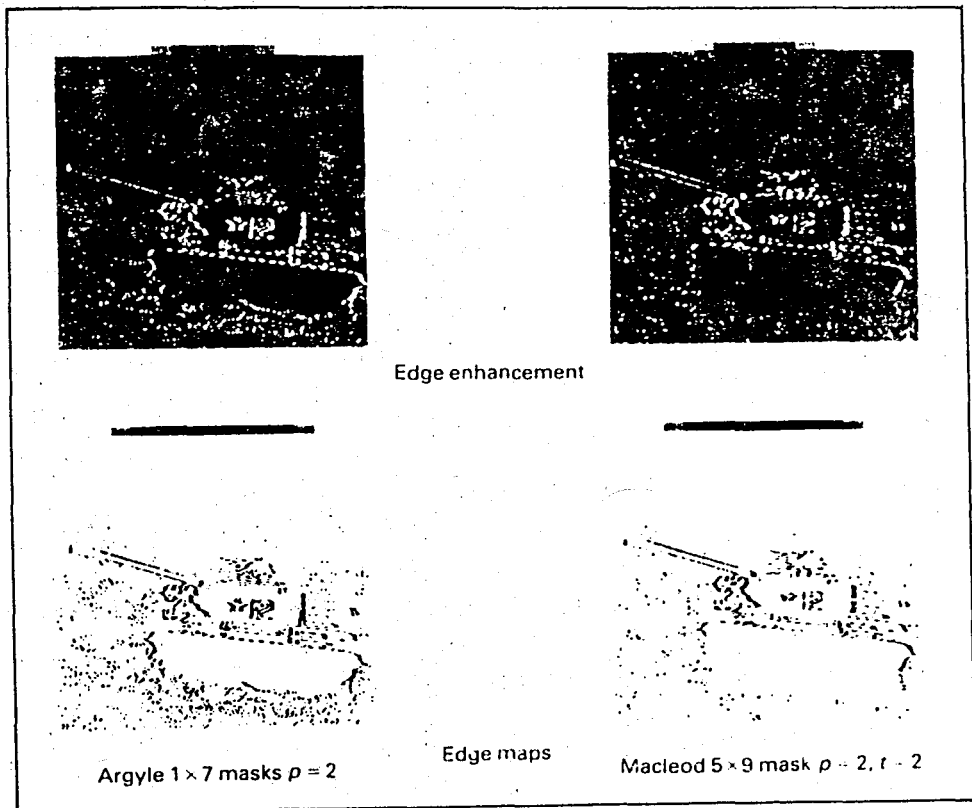 Edge enhancement
Edge maps
Argyle 1 × 7 masks p = 2
Macleod 5 × 9 mask p - 2, t - 2